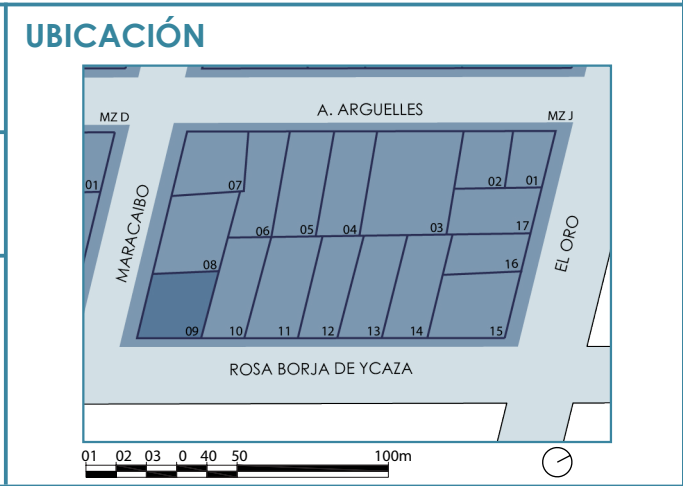 UBICACIÓN
A. ARGUELLES
MZ D
MZ J
01
07
02
01
MARACAIBO
06
05
04
03
17
EL ORO
08
16
09
10
11
12
13
14
15
ROSA BORJA DE YCAZA
01 02 03 0 40 50 100m